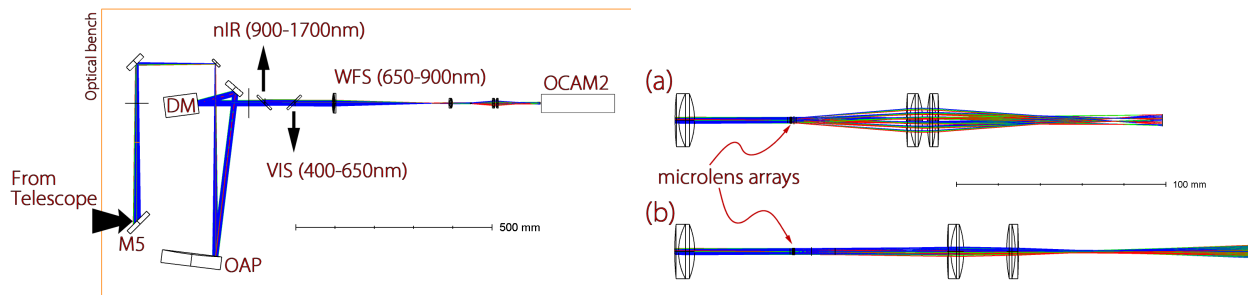 Optical bench
nIR (900-1700nm)
WFS (650-900nm)
OCAM2
DM
VIS (400-650nm)
From
Telescope
M5
OAP
500 mm
(a)
microlens arrays
100 mm
(b)